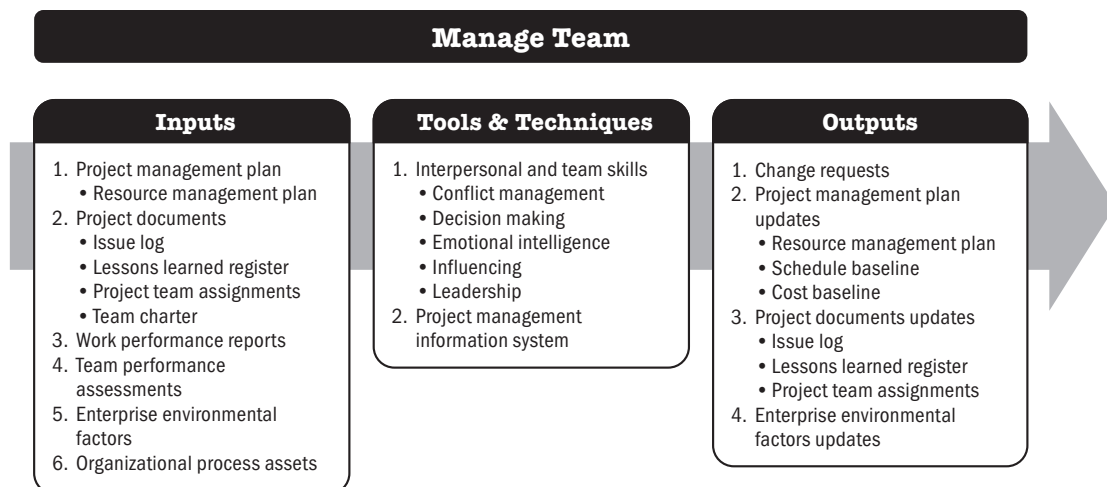 Manage Team
Inputs
1. Project management plan
• Resource management plan
2. Project documents
• Issue log
• Lessons learned register
• Project team assignments
• Team charter
3. Work performance reports
4. Team performance
assessments
5. Enterprise environmental
factors
6. Organizational process assets
Tools & Techniques
1. Interpersonal and team skills
• Conflict management
• Decision making
• Emotional intelligence
• Influencing
• Leadership
2. Project management
information system
Outputs
1. Change requests
2. Project management plan
updates
• Resource management plan
• Schedule baseline
• Cost baseline
3. Project documents updates
• Issue log
• Lessons learned register
• Project team assignments
4. Enterprise environmental
factors updates